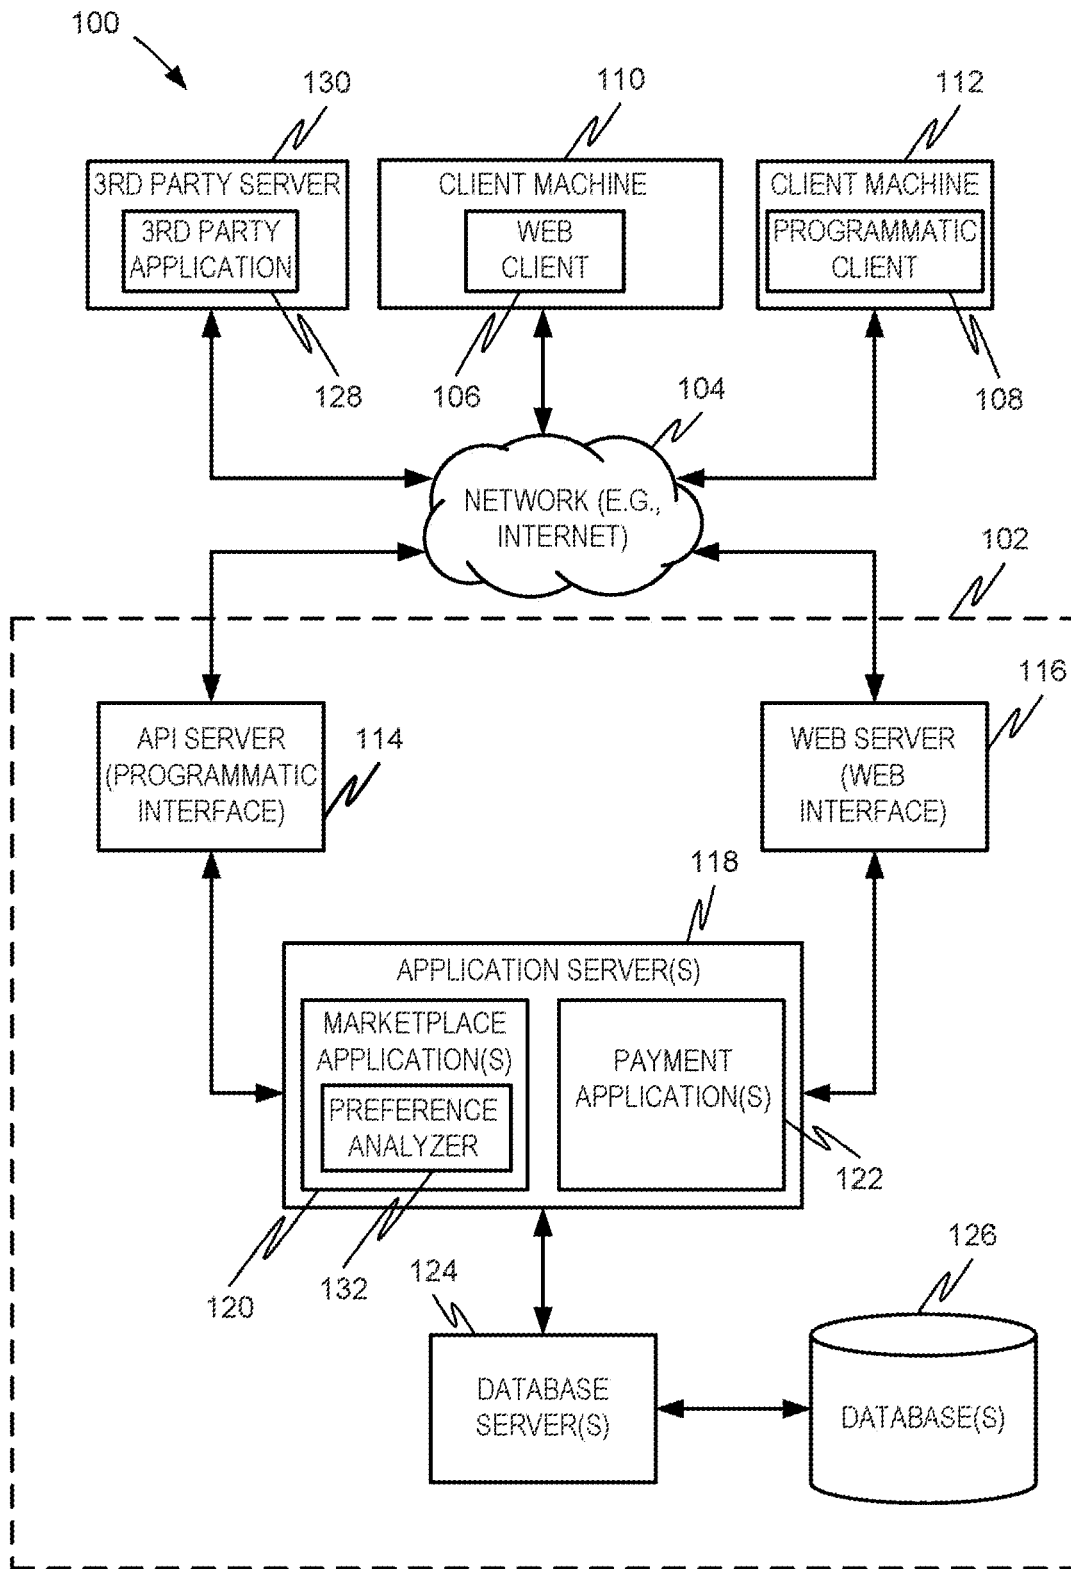 100
130
110
112
3RD PARTY SERVER
3RD PARTY
APPLICATION
CLIENT MACHINE
WEB
CLIENT
CLIENT MACHINE
PROGRAMMATIC
CLIENT
128
106
108
104
NETWORK (E.G.,
INTERNET)
102
API SERVER
(PROGRAMMATIC
INTERFACE)
114
WEB SERVER
(WEB
INTERFACE)
116
118
APPLICATION SERVER(S)
MARKETPLACE
APPLICATION(S)
PREFERENCE
ANALYZER
PAYMENT
APPLICATION(S)
122
120
132
124
126
DATABASE
SERVER(S)
DATABASE(S)